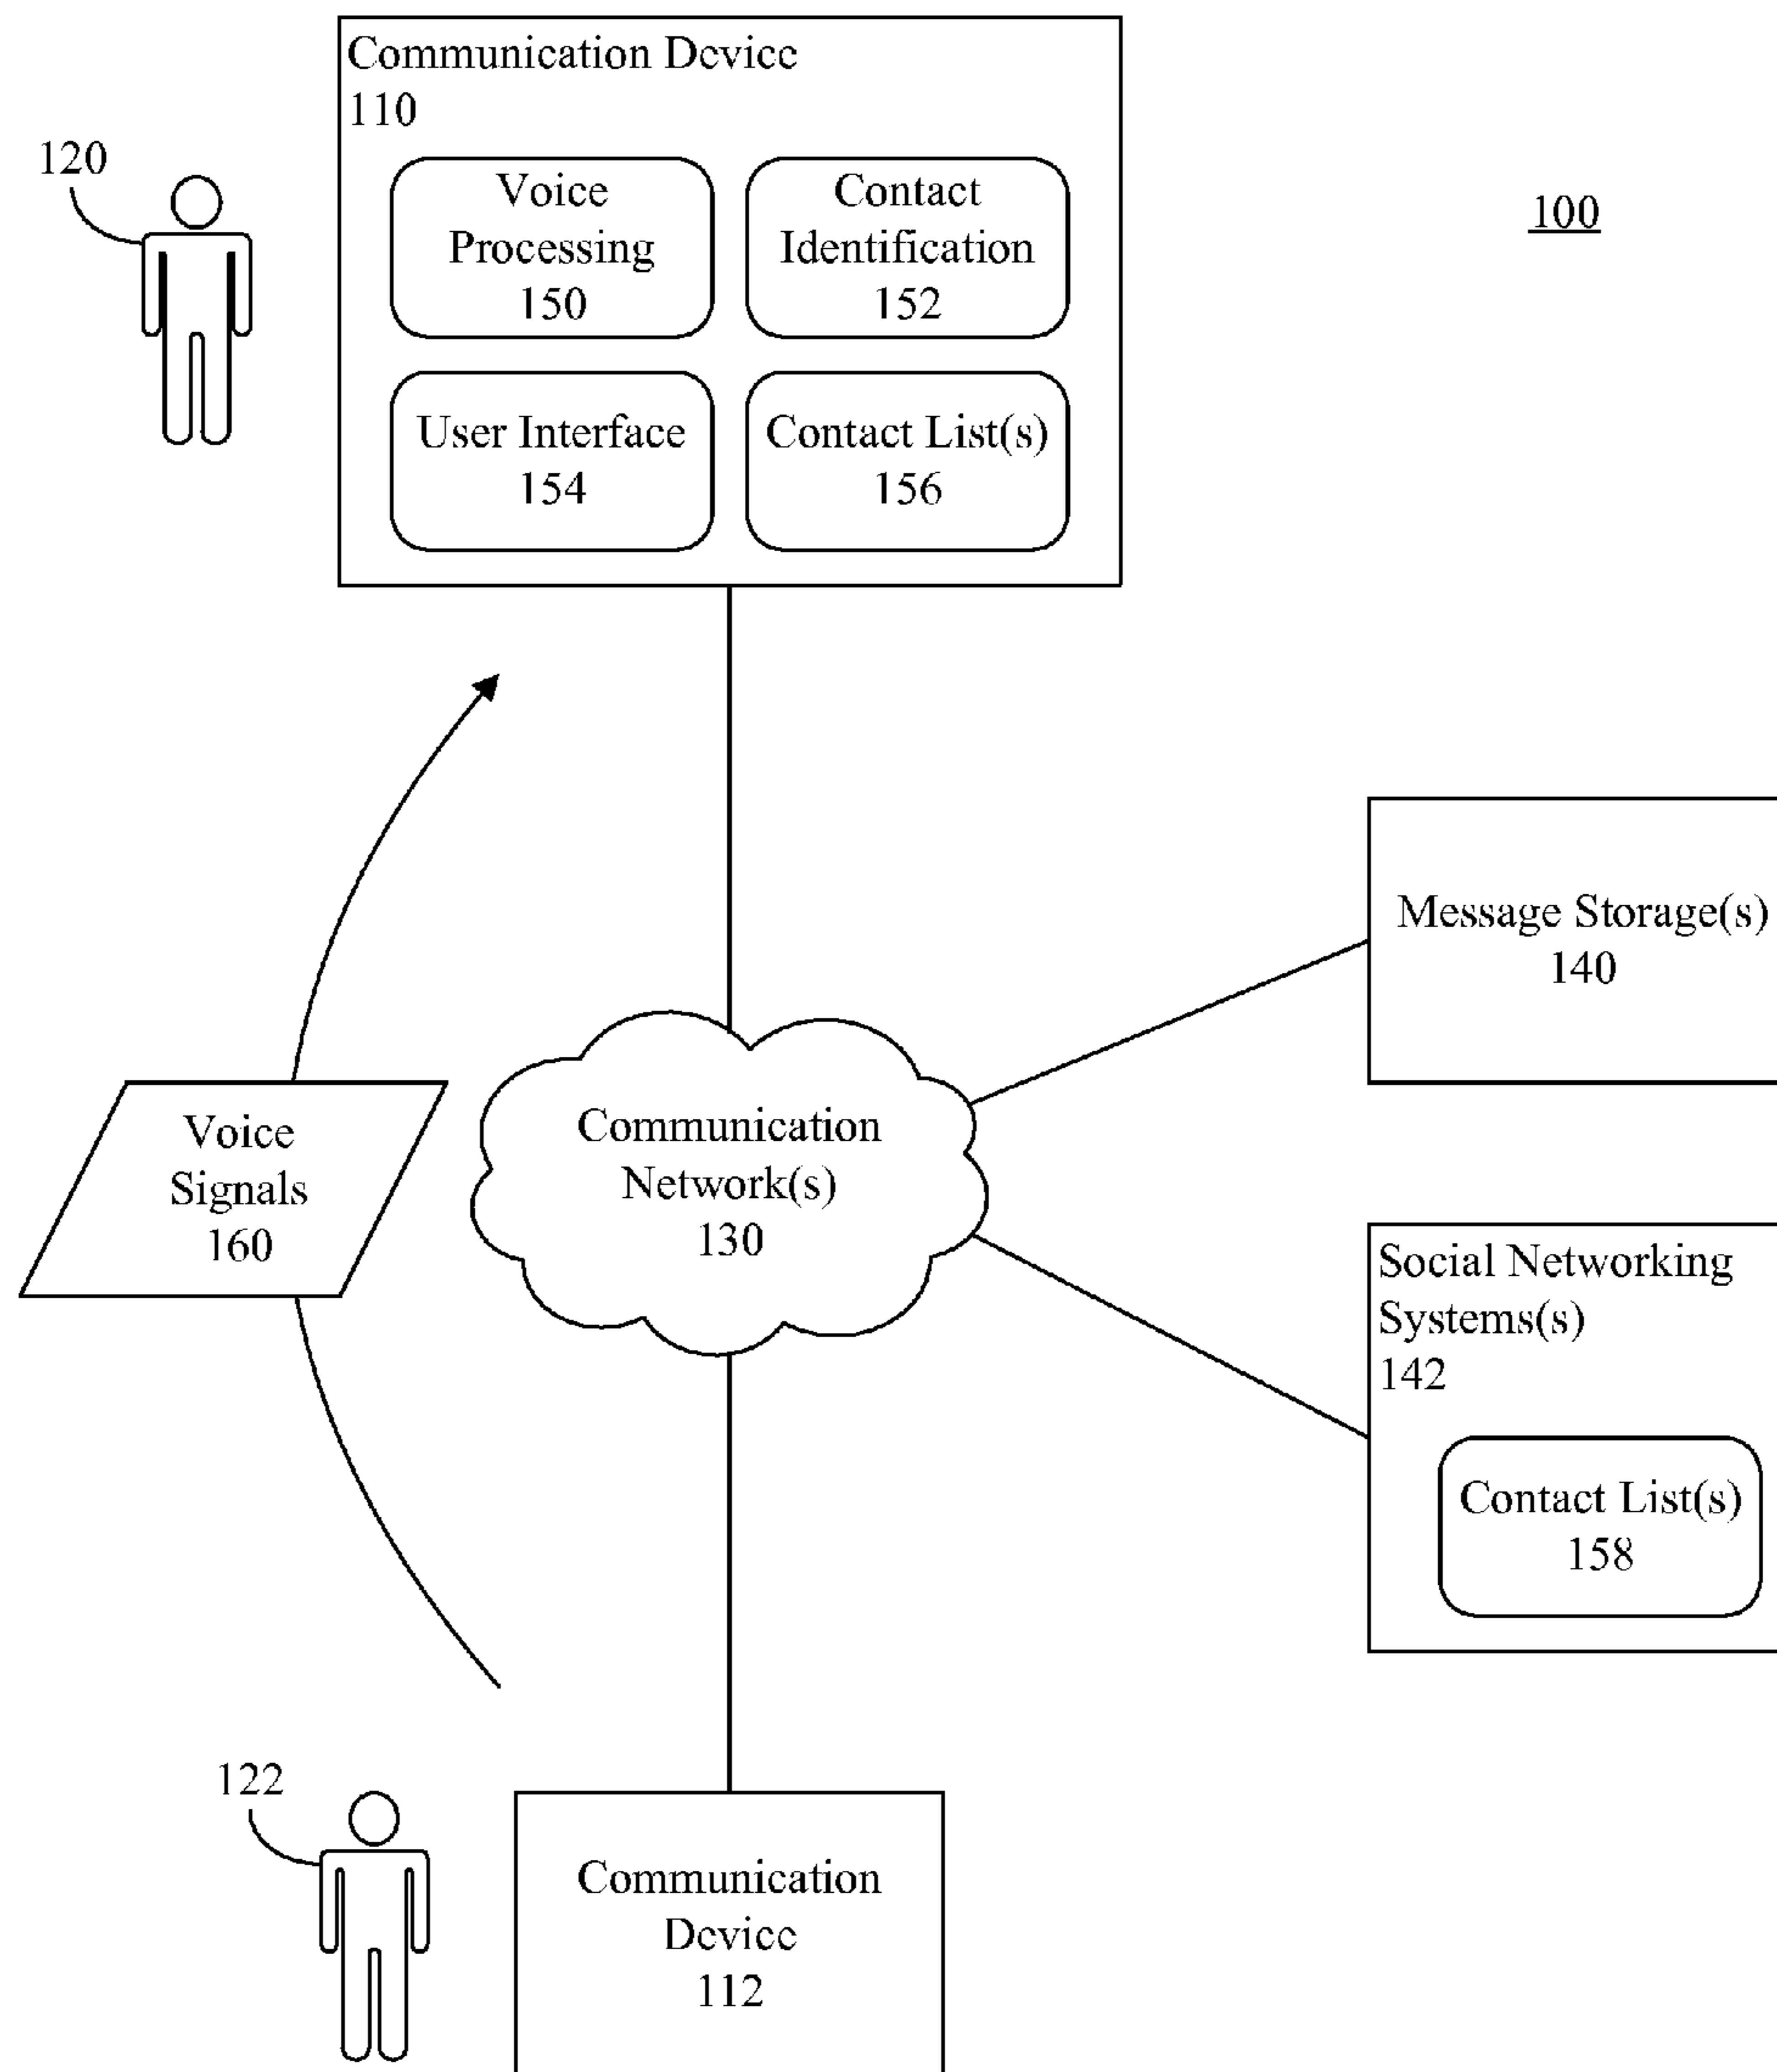 Communication Device
110
120
Voice
Processing
150
Contact
Identification
152
100
User Interface
154
Contact List(s)
156
Message Storage(s)
140
Voice
Signals
160
Communication
Network(s)
130
Social Networking
Systems(s)
142
Contact List(s)
158
122
Communication
Device
112